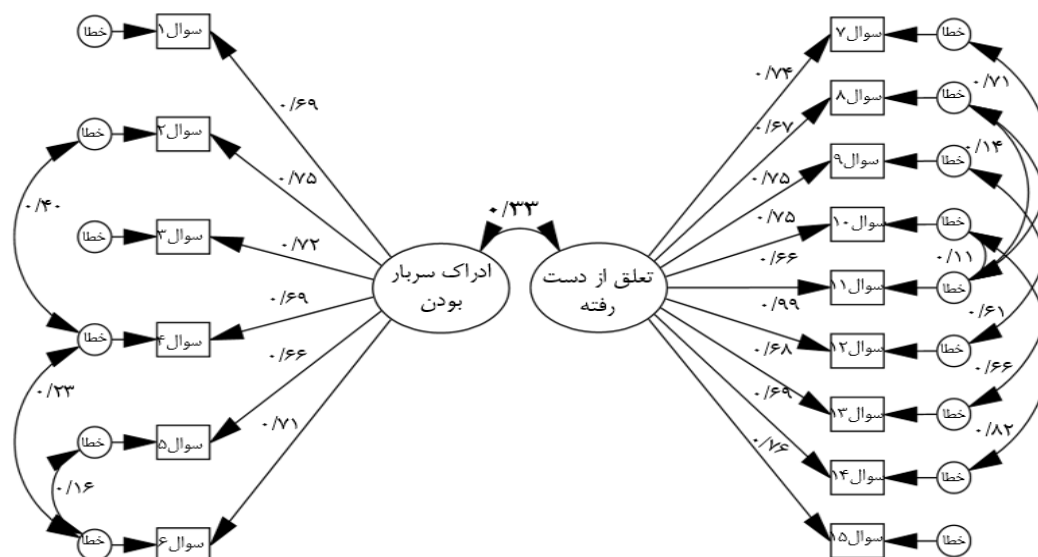 خطا
سوال۱
۰/۶۹
خطا
سوال۲
۰/۷۵
۰/۴۰
خطا
سوال۳
۰/۷۲
ادراک سربار
بودن
۰/۳۳
تعلق از دست
رفته
خطا
سوال۴
۰/۶۹
۰/۲۳
خطا
سوال۵
۰/۶۶
۰/۱۶
خطا
سوال۶
۰/۷۱
سوال۷
خطا
۰/۷۴
۰/۷۱
سوال۸
خطا
۰/۶۷
۰/۱۴
سوال۹
خطا
۰/۷۵
سوال۱۰
خطا
۰/۷۵
۰/۱۱
سوال۱۱
خطا
۰/۶۶
۰/۶۱
سوال۱۲
خطا
۰/۹۹
۰/۶۶
سوال۱۳
خطا
۰/۶۸
۰/۸۲
سوال۱۴
خطا
۰/۶۹
سوال۱۵
خطا
۰/۷۶